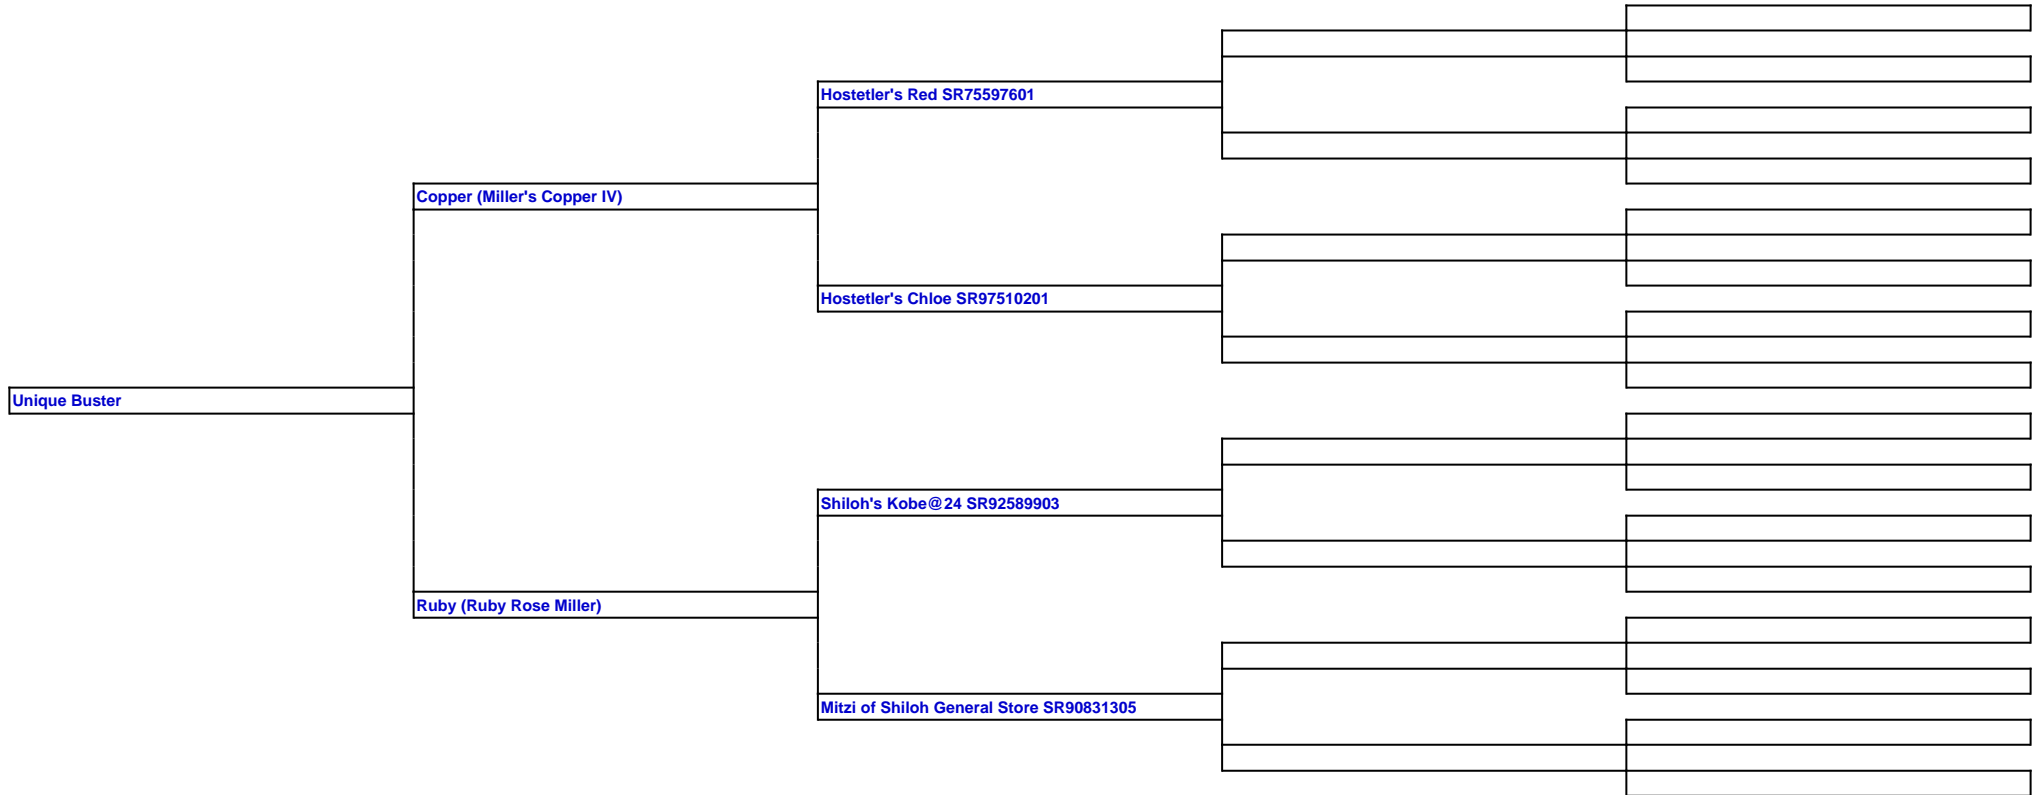 Hostetler's Red SR75597601
Copper (Miller's Copper IV)
Hostetler's Chloe SR97510201
Unique Buster
Shiloh's Kobe@24 SR92589903
Ruby (Ruby Rose Miller)
Mitzi of Shiloh General Store SR90831305